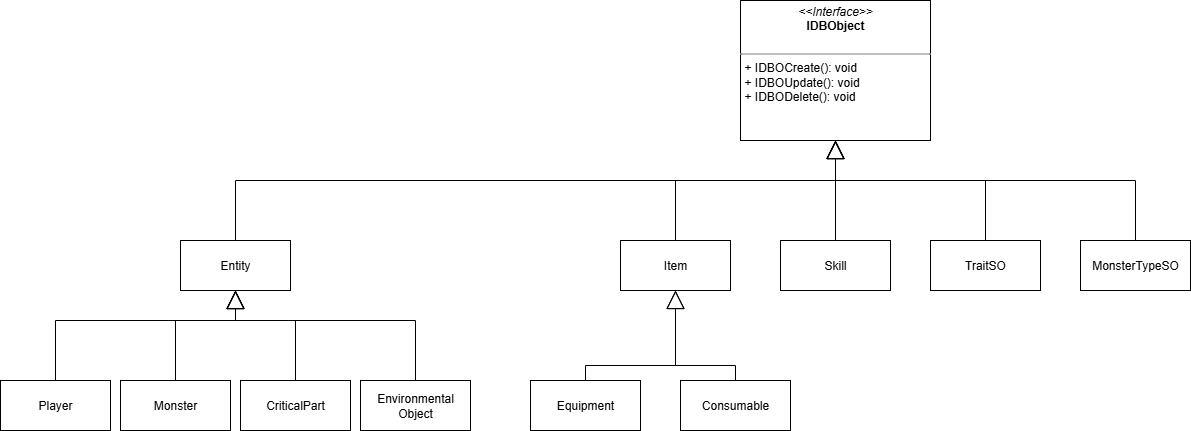 <<Interface>>
IDBObject
+ IDBOCreate(): void
+ IDBOUpdate(): void
+ IDBODelete(): void
Entity
Item
Skill
TraitSO
MonsterTypeSO
Player
Monster
CriticalPart
Environmental
Object
Equipment
Consumable